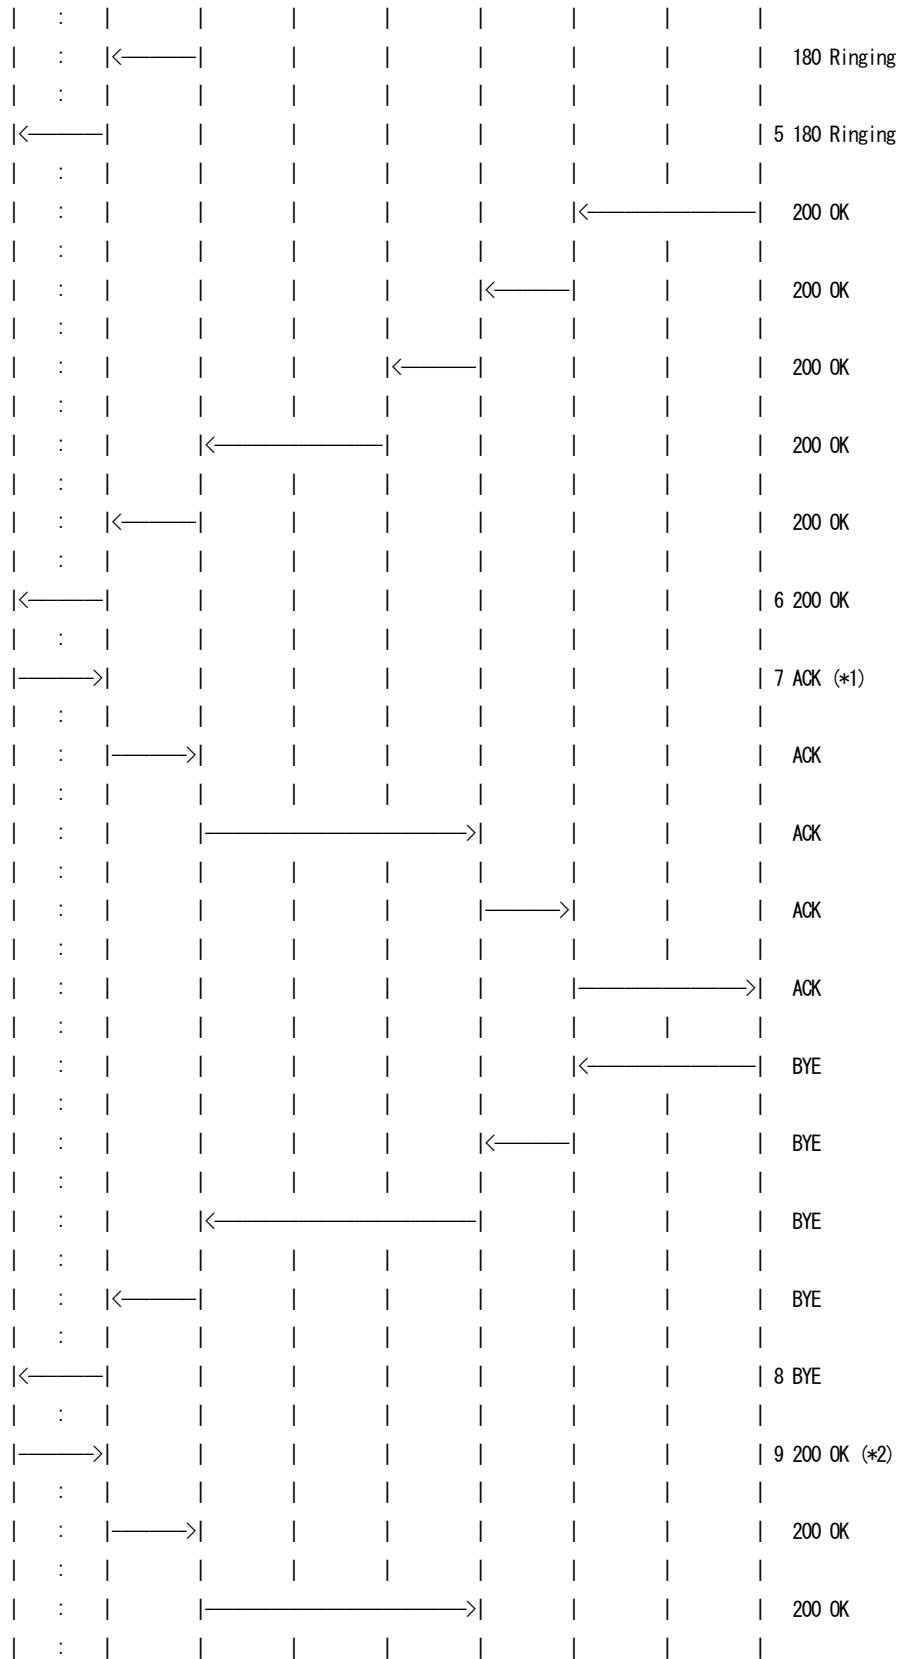 180 Ringing
5 180 Ringing
200 OK
200 OK
200 OK
200 OK
200 OK
6 200 OK
7 ACK (*1)
ACK
ACK
ACK
ACK
BYE
BYE
BYE
BYE
8 BYE
9 200 OK (*2)
200 OK
200 OK